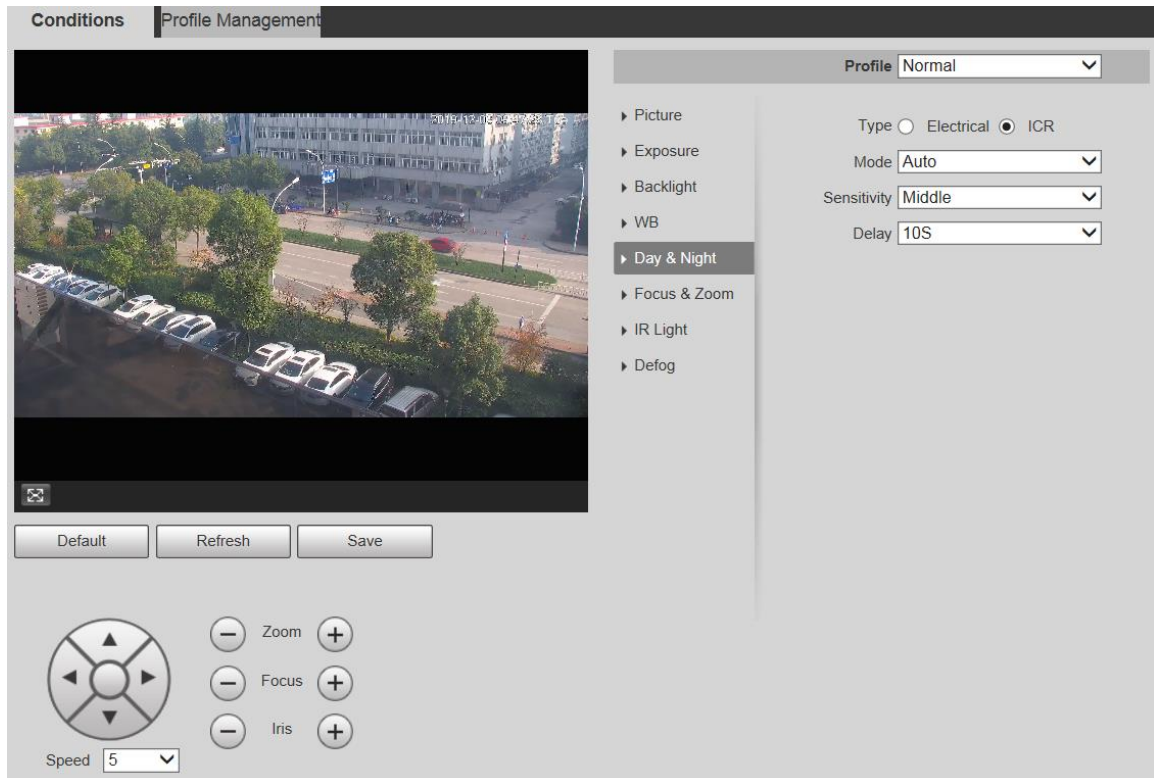 Conditions
Profile Management
Profile Normal
Picture
Exposure
Backlight
WB
Day & Night
Focus & Zoom
IR Light
Defog
Type Electrical ICR
Mode Auto
Sensitivity Middle
Delay 10S
Default
Refresh
Save
Zoom
Focus
Iris
Speed 5